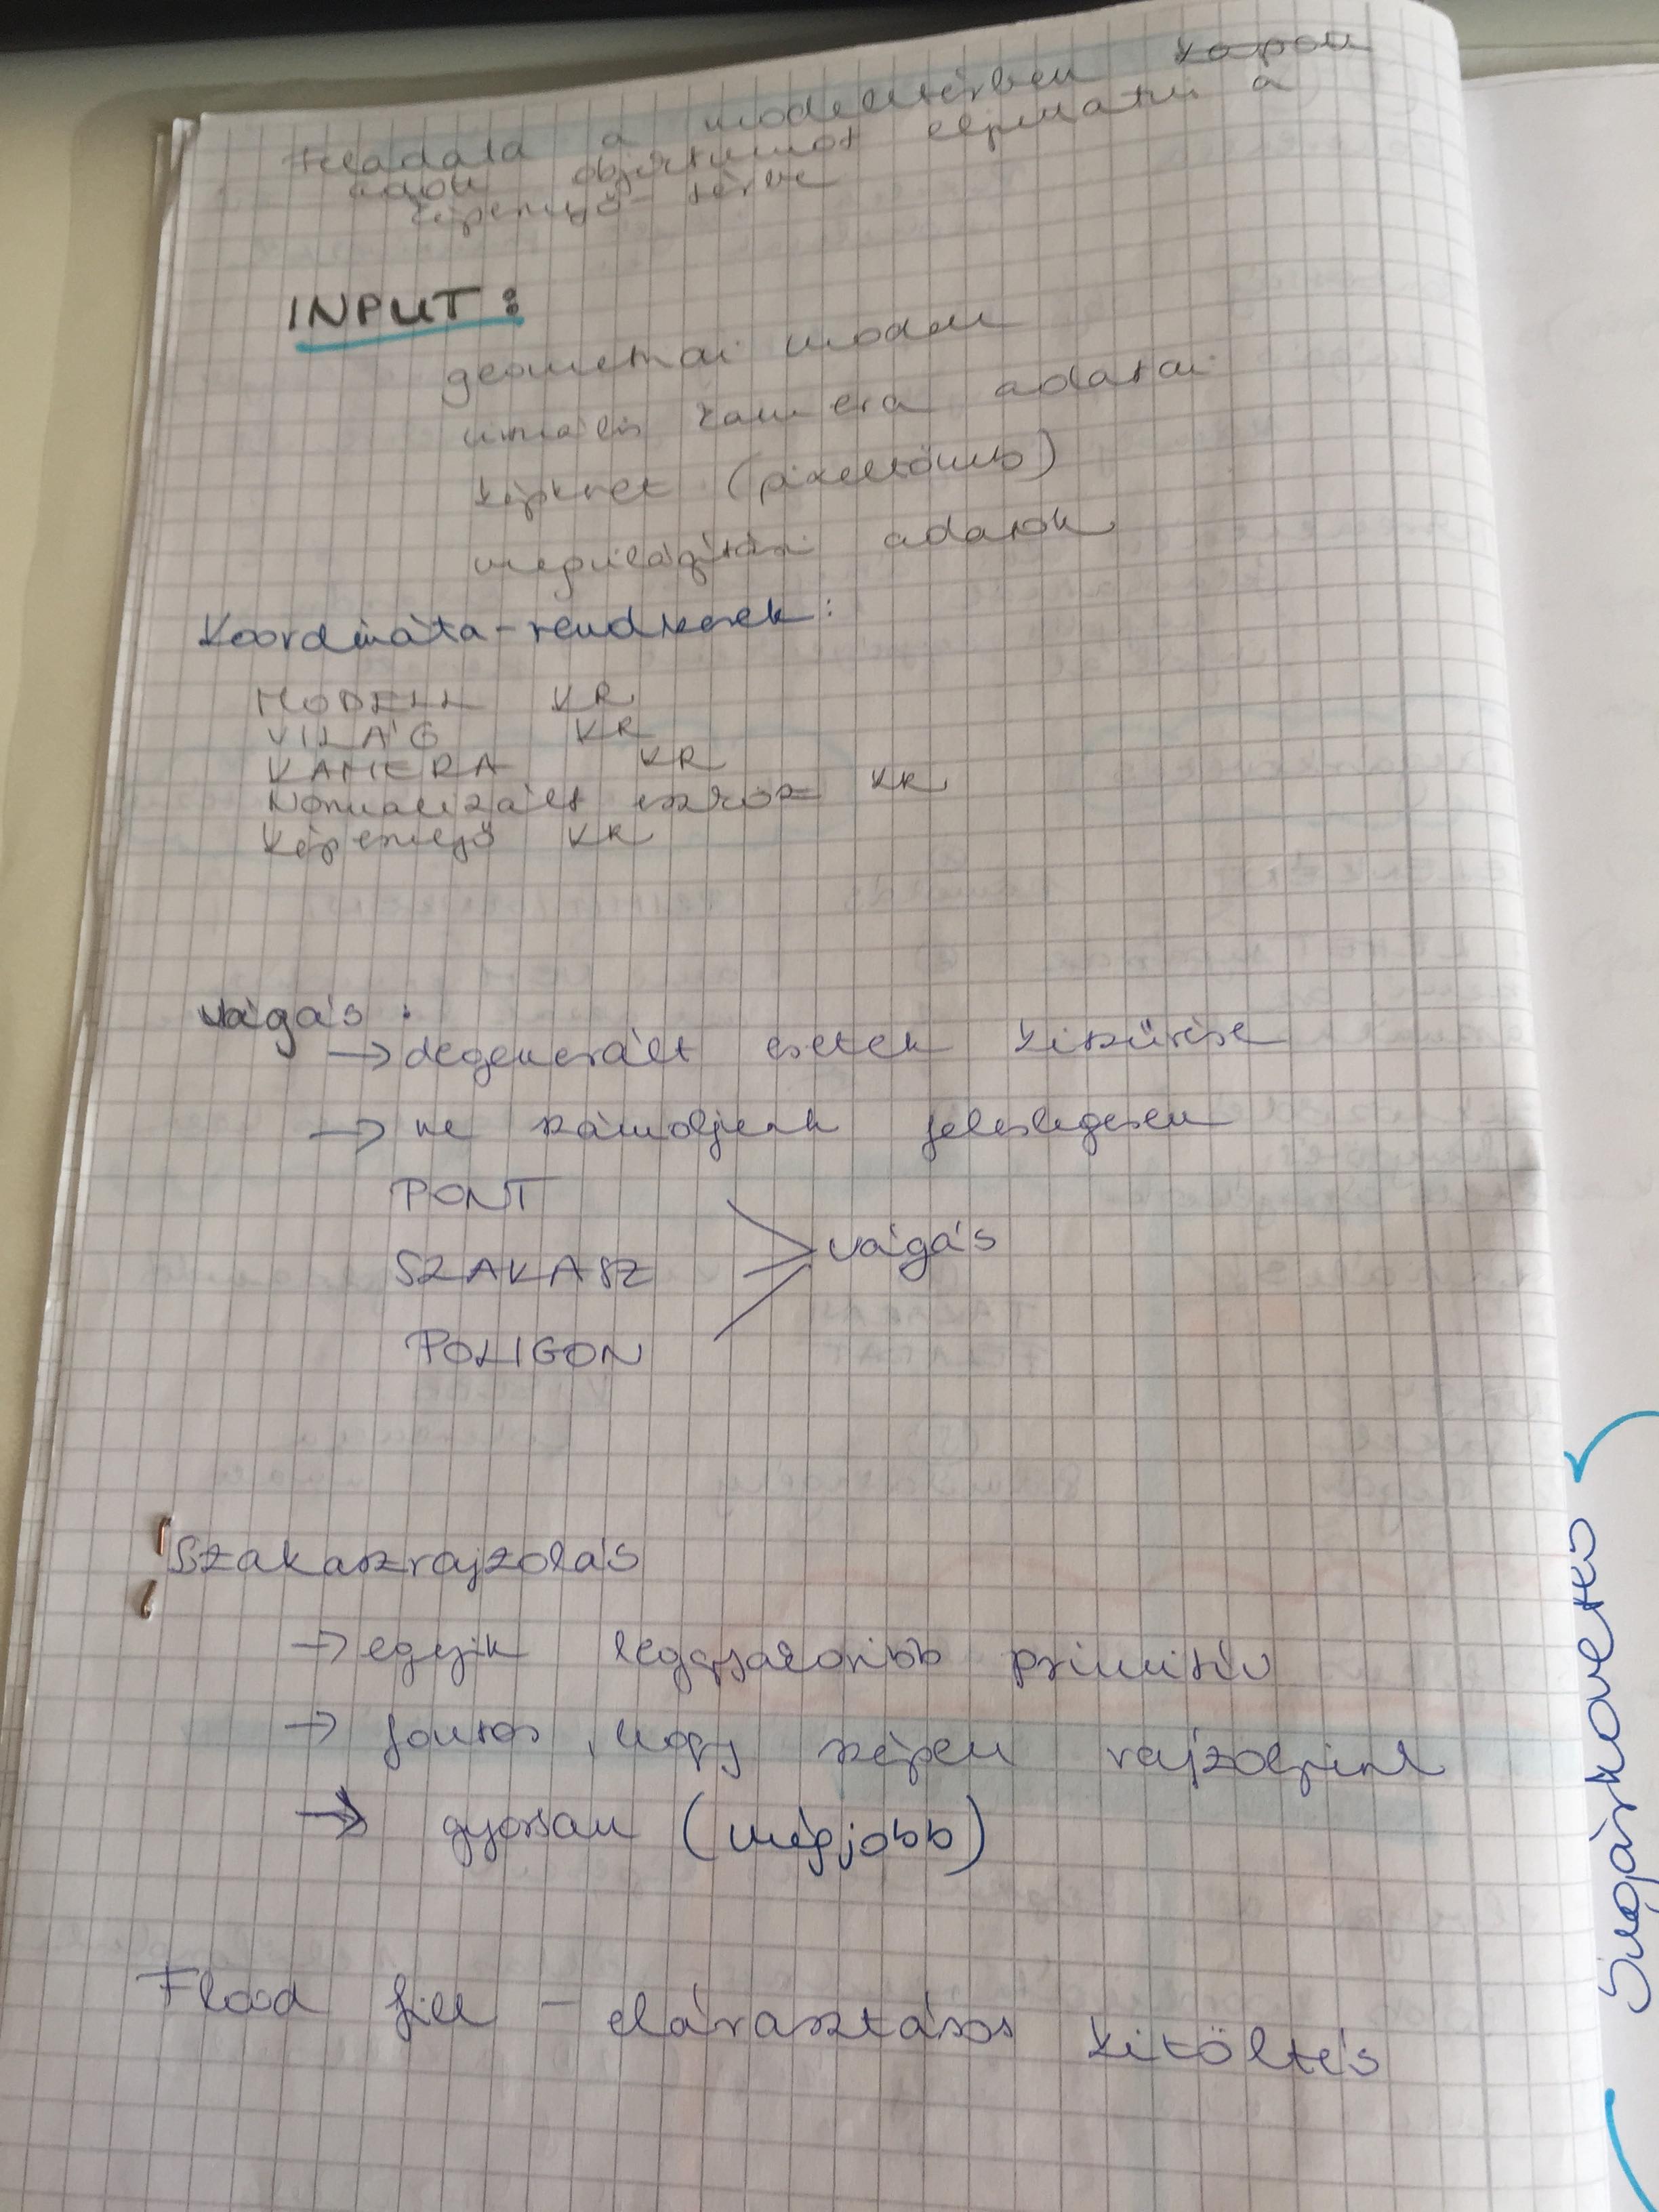 feladata a modelltérben kapott
adott objektumot eljuttatni a
képernyő-térbe
INPUT:
geometriai modell
virtuális kamera adatai
képkeret (pixeltömb)
megvilágítási adatok
Koordináta-rendszerek:
MODELL KR
VILÁG KR
KAMERA KR
Normalizált eszköz KR
Képernyő KR
Vágás:
→ degenerált esetek kiszűrése
→ ne számoljunk feleslegesen
PONT
SZAKASZ
vágás
POLIGON
Szakaszrajzolás
→ egyik leggyakoribb primitív
→ fontos, hogy szépen rajzoljunk
→ gyorsan (mégjobb)
Flood fill - elárasztásos kitöltés
Sugárkövetés